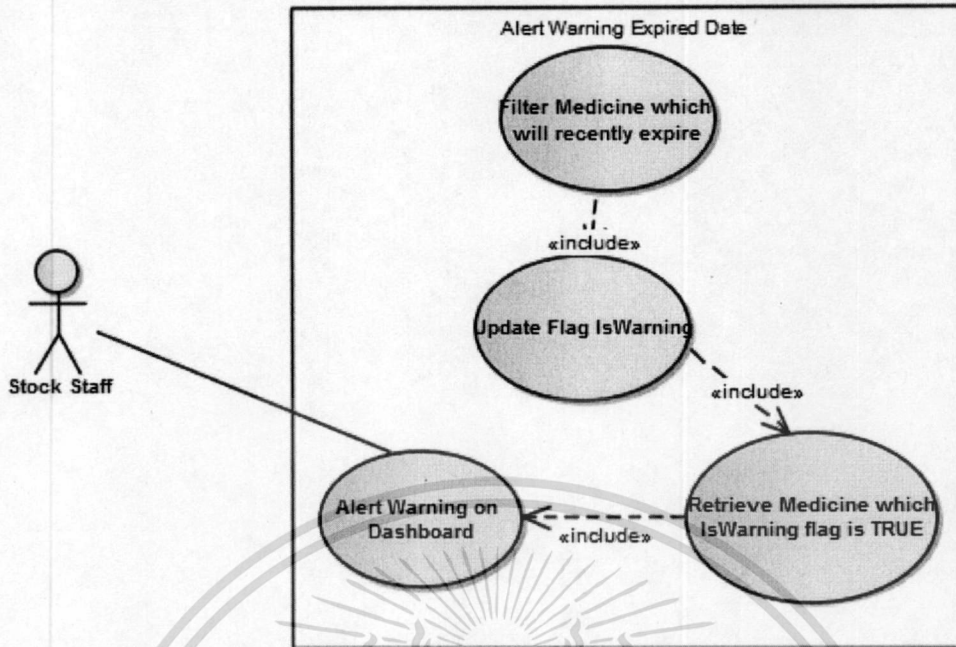 Alert Warning Expired Date
Filter Medicine which
will recently expire
«include»
Update Flag IsWarning
«include»
Stock Staff
Alert Warning on
Dashboard
«include»
Retrieve Medicine which
IsWarning flag is TRUE